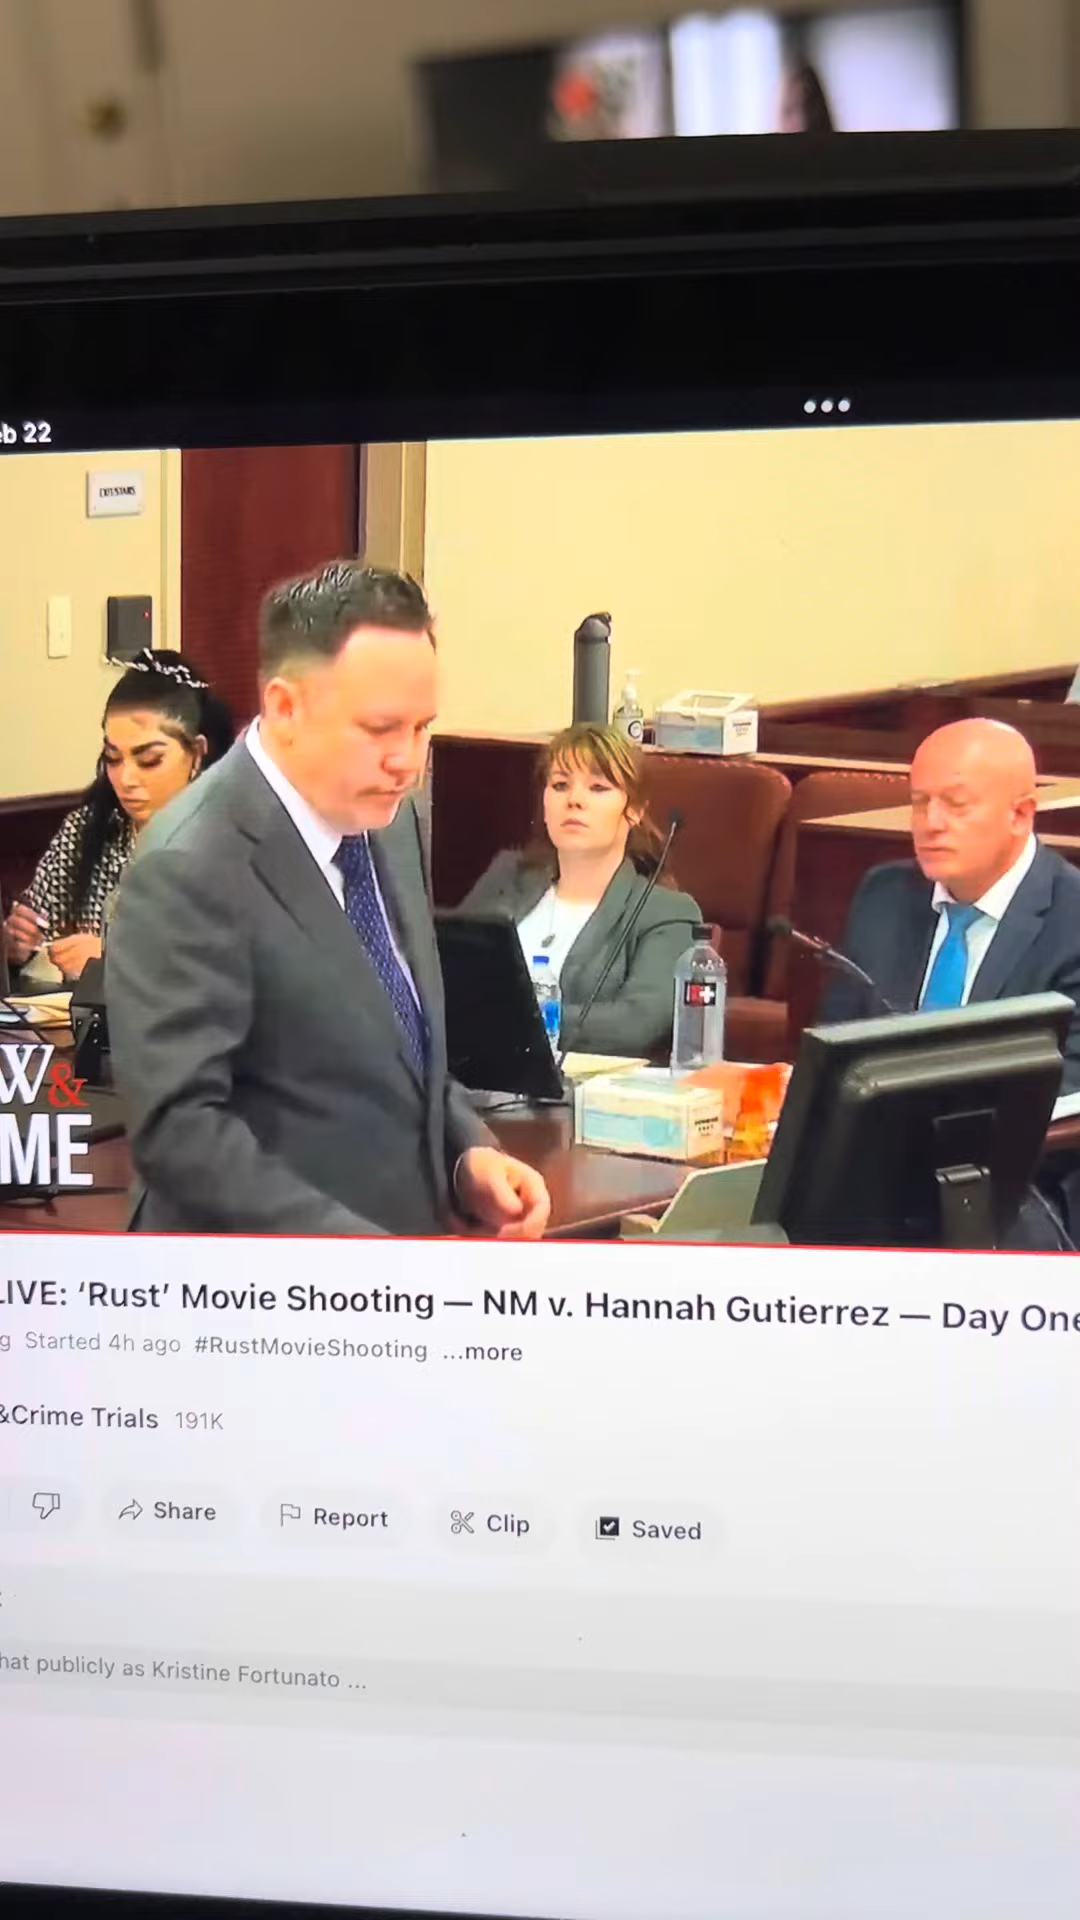 eb 22
W&
ME
LIVE: ‘Rust’ Movie Shooting — NM v. Hannah Gutierrez — Day One
g Started 4h ago #RustMovieShooting ...more
&Crime Trials 191K
Share Report Clip Saved
hat publicly as Kristine Fortunato ...